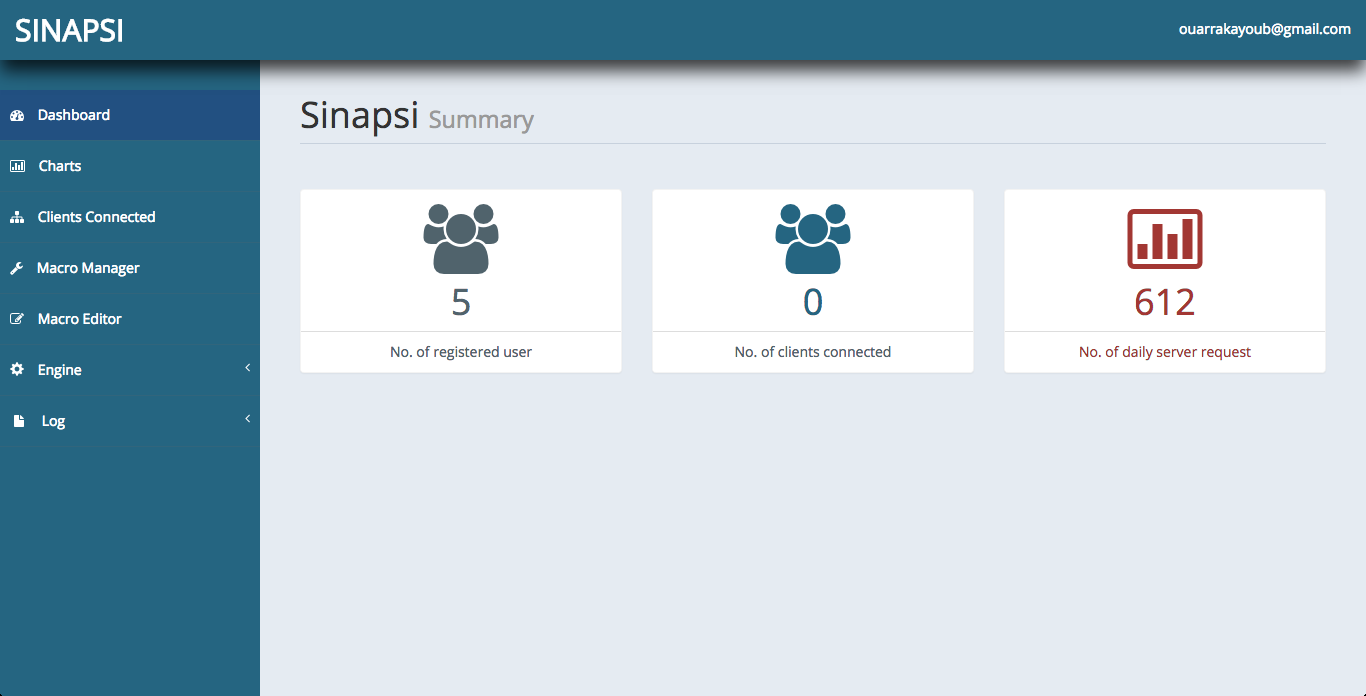 SINAPSI
ouarrakayoub@gmail.com
Dashboard
Charts
Clients Connected
Macro Manager
Macro Editor
Engine
Log
Sinapsi Summary
5
No. of registered user
0
No. of clients connected
612
No. of daily server request